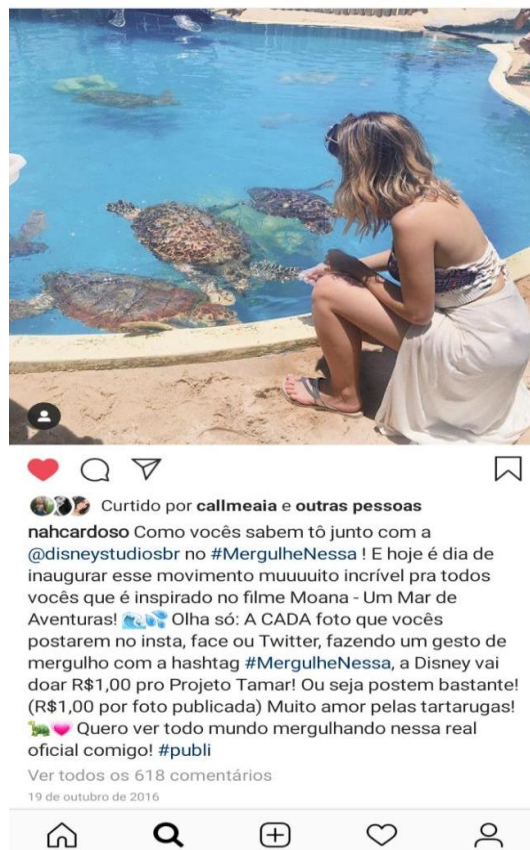 Curtido por callmeaia e outras pessoas
nahcardoso Como vocês sabem tô junto com a
@disneystudiosbr no #MergulheNessa ! E hoje é dia de
inaugurar esse movimento muuuuito incrível pra todos
vocês que é inspirado no filme Moana - Um Mar de
Aventuras! 🌊💦 Olha só: A CADA foto que vocês
postarem no insta, face ou Twitter, fazendo um gesto de
mergulho com a hashtag #MergulheNessa, a Disney vai
doar R$1,00 pro Projeto Tamar! Ou seja postem bastante!
(R$1,00 por foto publicada) Muito amor pelas tartarugas!
🐢💓 Quero ver todo mundo mergulhando nessa real
oficial comigo! #publi
Ver todos os 618 comentários
19 de outubro de 2016